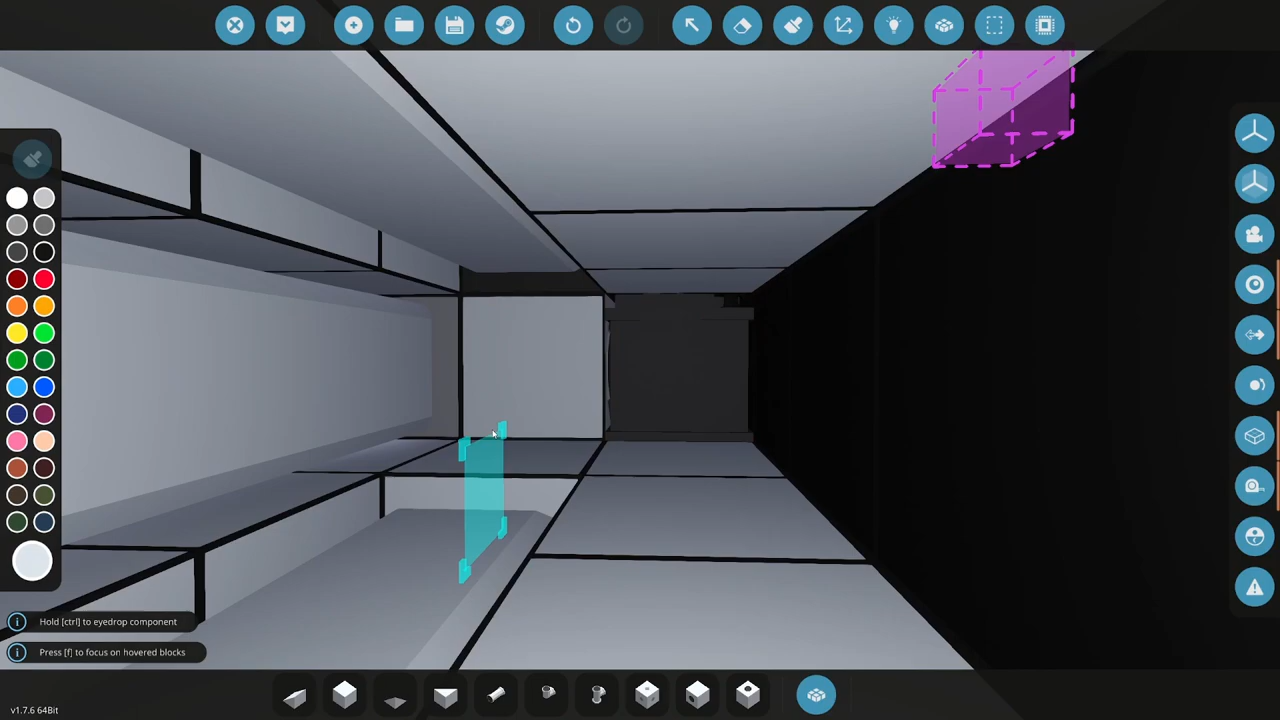 Hold [ctrl] to eyedrop component
Press [f] to focus on hovered blocks
v1.7.6 64Bit